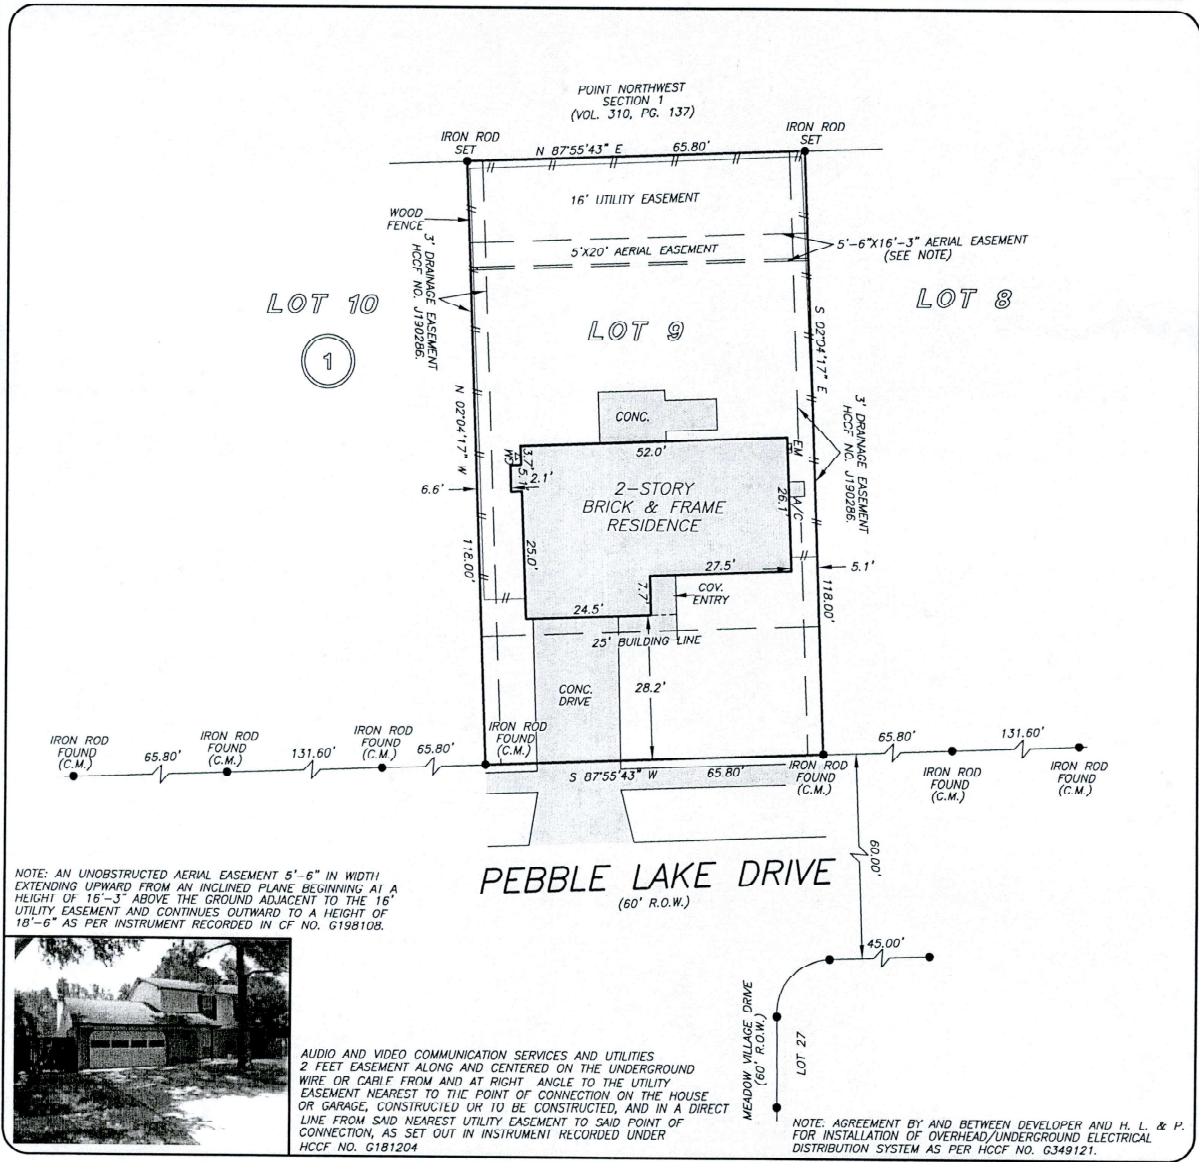 POINT NORTHWEST
SECTION 1
(VOL. 310, PG. 137)
IRON ROD
SET
N 87°55'43" E
65.80'
IRON ROD
SET
16' UTILITY EASEMENT
WOOD
FENCE
5'X20' AERIAL EASEMENT
5'-6"X16'-3" AERIAL EASEMENT
(SEE NOTE)
3' DRAINAGE EASEMENT
HCCF NO. J190286.
LOT 10
1
LOT 9
LOT 8
S 02°04'17" E
N 02°04'17" W
3' DRAINAGE EASEMENT
HCCF NO. J190286.
CONC.
52.0'
EM
3.7'
5.1'
2.1'
6.6'
2-STORY
BRICK & FRAME
RESIDENCE
26.1'
A/C
118.00'
25.0'
27.5'
5.1'
118.00'
7.7'
COV.
ENTRY
24.5'
25' BUILDING LINE
28.2'
CONC.
DRIVE
IRON ROD
FOUND
(C.M.)
65.80'
IRON ROD
FOUND
(C.M.)
131.60'
IRON ROD
FOUND
(C.M.)
65.80'
IRON ROD
FOUND
(C.M.)
S 87°55'43" W
65.80'
IRON ROD
FOUND
(C.M.)
65.80'
IRON ROD
FOUND
(C.M.)
131.60'
IRON ROD
FOUND
(C.M.)
PEBBLE LAKE DRIVE
(60' R.O.W.)
60.00'
45.00'
MEADOW VILLAGE DRIVE
(60' R.O.W.)
LOT 27
NOTE: AN UNOBSTRUCTED AERIAL EASEMENT 5'-6" IN WIDTH
EXTENDING UPWARD FROM AN INCLINED PLANE BEGINNING AT A
HEIGHT OF 16'-3" ABOVE THE GROUND ADJACENT TO THE 16'
UTILITY EASEMENT AND CONTINUES OUTWARD TO A HEIGHT OF
18'-6" AS PER INSTRUMENT RECORDED IN CF NO. G198108.
AUDIO AND VIDEO COMMUNICATION SERVICES AND UTILITIES
2 FEET EASEMENT ALONG AND CENTERED ON THE UNDERGROUND
WIRE OR CABLE FROM AND AT RIGHT ANGLE TO THE UTILITY
EASEMENT NEAREST TO THE POINT OF CONNECTION ON THE HOUSE
OR GARAGE, CONSTRUCTED OR TO BE CONSTRUCTED, AND IN A DIRECT
LINE FROM SAID NEAREST UTILITY EASEMENT TO SAID POINT OF
CONNECTION, AS SET OUT IN INSTRUMENT RECORDED UNDER
HCCF NO. G181204
NOTE: AGREEMENT BY AND BETWEEN DEVELOPER AND H. L. & P.
FOR INSTALLATION OF OVERHEAD/UNDERGROUND ELECTRICAL
DISTRIBUTION SYSTEM AS PER HCCF NO. G349121.